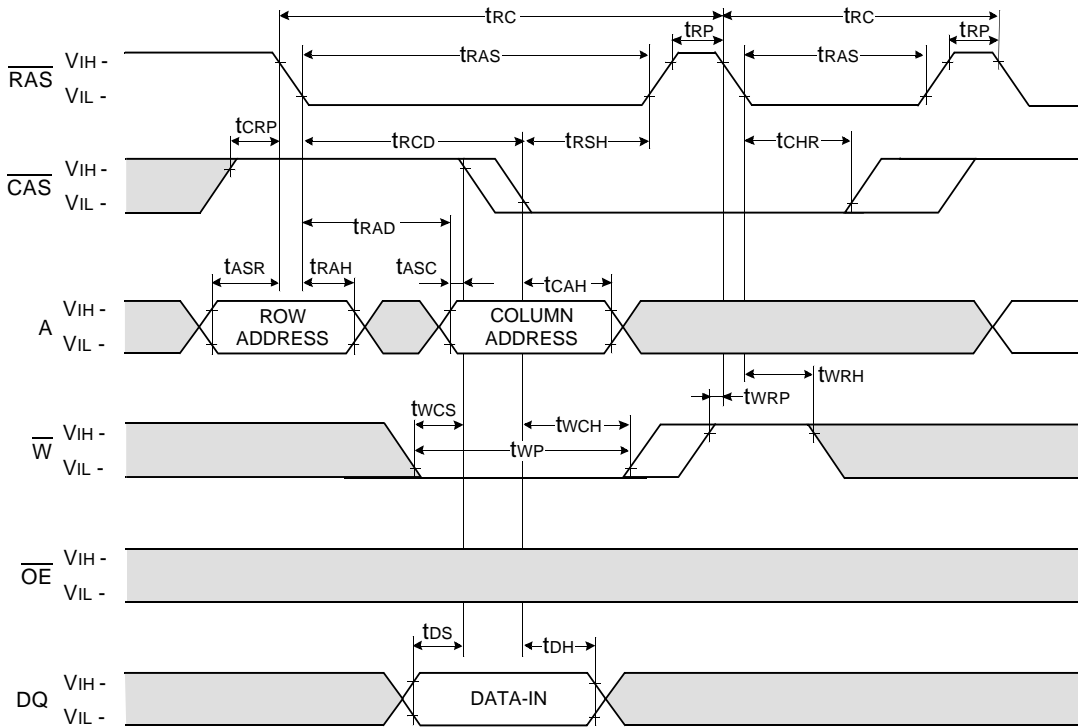 tRC tRC
tRP tRP
tRAS tRAS
RAS VIH -
VIL -
tCRP tRCD tRSH tCHR
CAS VIH -
VIL -
tRAD
tASR tRAH tASC tCAH
A VIH -
VIL -
ROW
ADDRESS
COLUMN
ADDRESS
tWRH
tWRP
tWCS tWCH
tWP
W VIH -
VIL -
OE VIH -
VIL -
tDS tDH
DQ VIH -
VIL -
DATA-IN